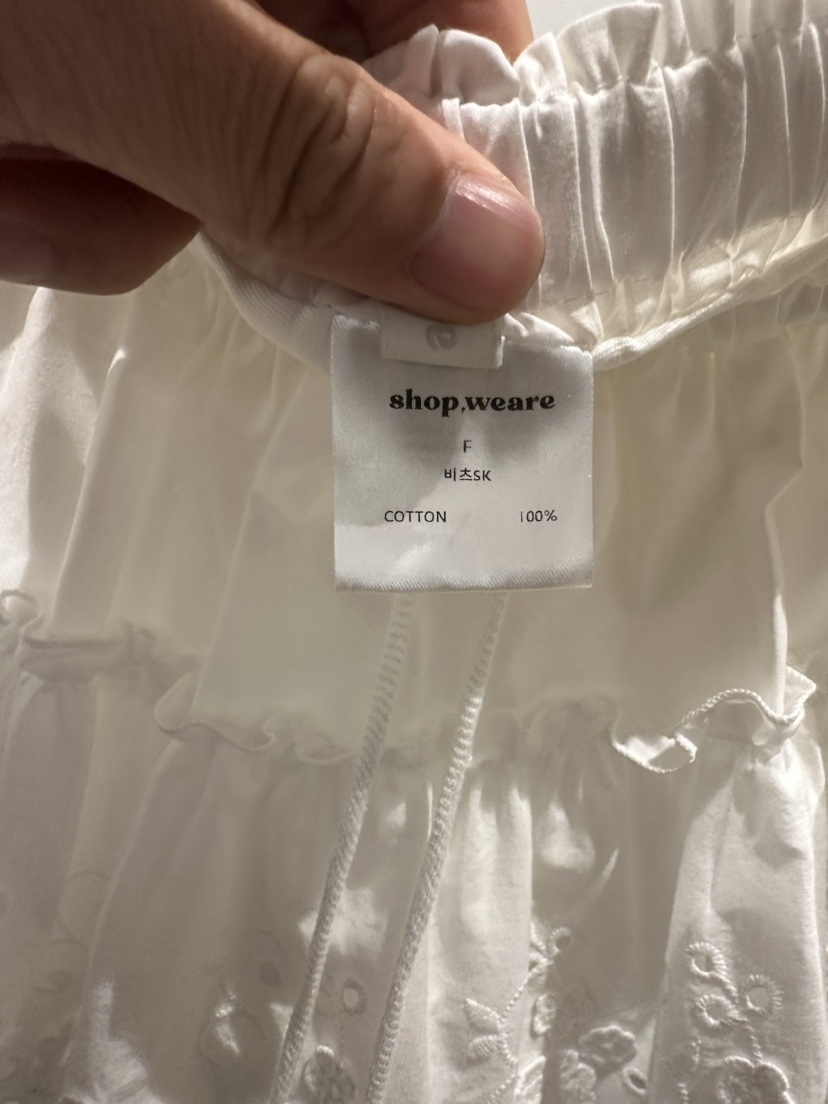 shop,weare
F
비츠SK
COTTON 100%